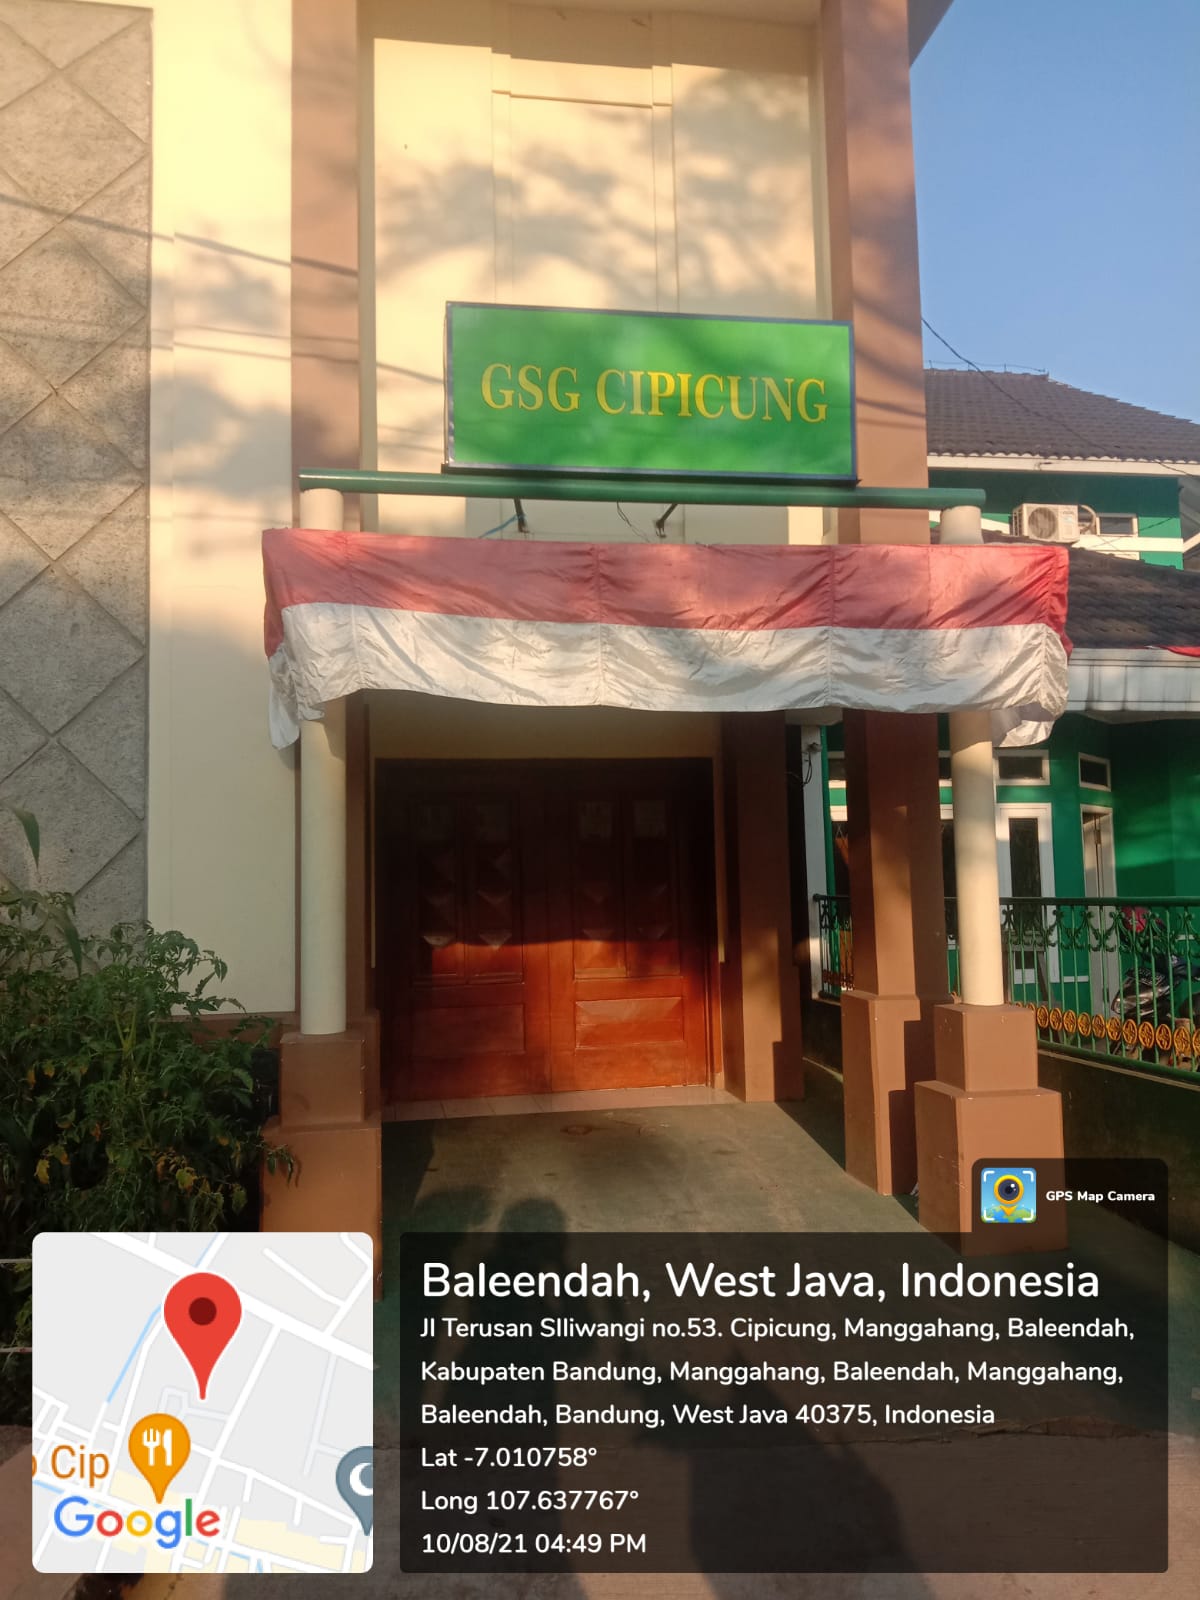 GSG CIPICUNG
GPS Map Camera
Baleendah, West Java, Indonesia
Jl Terusan SIliwangi no.53. Cipicung, Manggahang, Baleendah,
Kabupaten Bandung, Manggahang, Baleendah, Manggahang,
Baleendah, Bandung, West Java 40375, Indonesia
Lat -7.010758°
Long 107.637767°
10/08/21 04:49 PM
Cip
Google